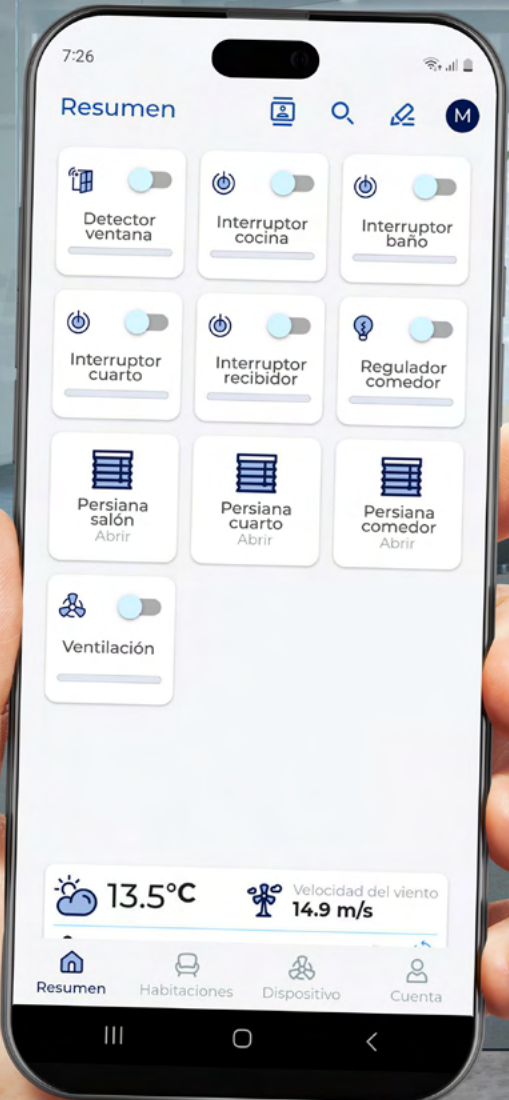 7:26
Resumen
M
Detector
ventana
Interruptor
cocina
Interruptor
baño
Interruptor
cuarto
Interruptor
recibidor
Regulador
comedor
Persiana
salón
Abrir
Persiana
cuarto
Abrir
Persiana
comedor
Abrir
Ventilación
13.5°C
Velocidad del viento
14.9 m/s
Resumen
Habitaciones
Dispositivo
Cuenta